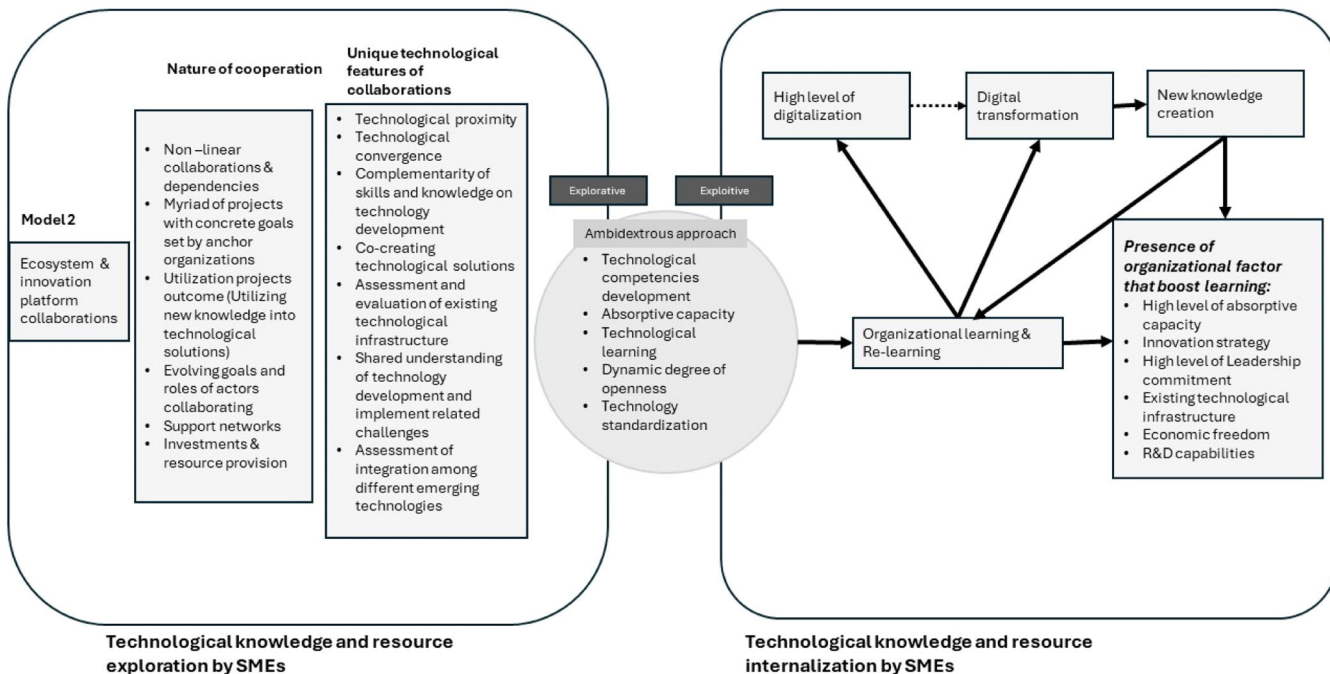 Model 2
Ecosystem &
innovation
platform
collaborations
Nature of cooperation
• Non –linear
collaborations &
dependencies
• Myriad of projects
with concrete goals
set by anchor
organizations
• Utilization projects
outcome (Utilizing
new knowledge into
technological
solutions)
• Evolving goals and
roles of actors
collaborating
• Support networks
• Investments &
resource provision
Unique technological
features of
collaborations
• Technological proximity
• Technological
convergence
• Complementarity of
skills and knowledge on
technology
development
• Co-creating
technological solutions
• Assessment and
evaluation of existing
technological
infrastructure
• Shared understanding
of technology
development and
implement related
challenges
• Assessment of
integration among
different emerging
technologies
Technological knowledge and resource
exploration by SMEs
Explorative
Exploitive
Ambidextrous approach
• Technological
competencies
development
• Absorptive capacity
• Technological
learning
• Dynamic degree of
openness
• Technology
standardization
High level of
digitalization
Digital
transformation
New knowledge
creation
Organizational learning &
Re-learning
Presence of
organizational factor
that boost learning:
• High level of absorptive
capacity
• Innovation strategy
• High level of Leadership
commitment
• Existing technological
infrastructure
• Economic freedom
• R&D capabilities
Technological knowledge and resource
internalization by SMEs